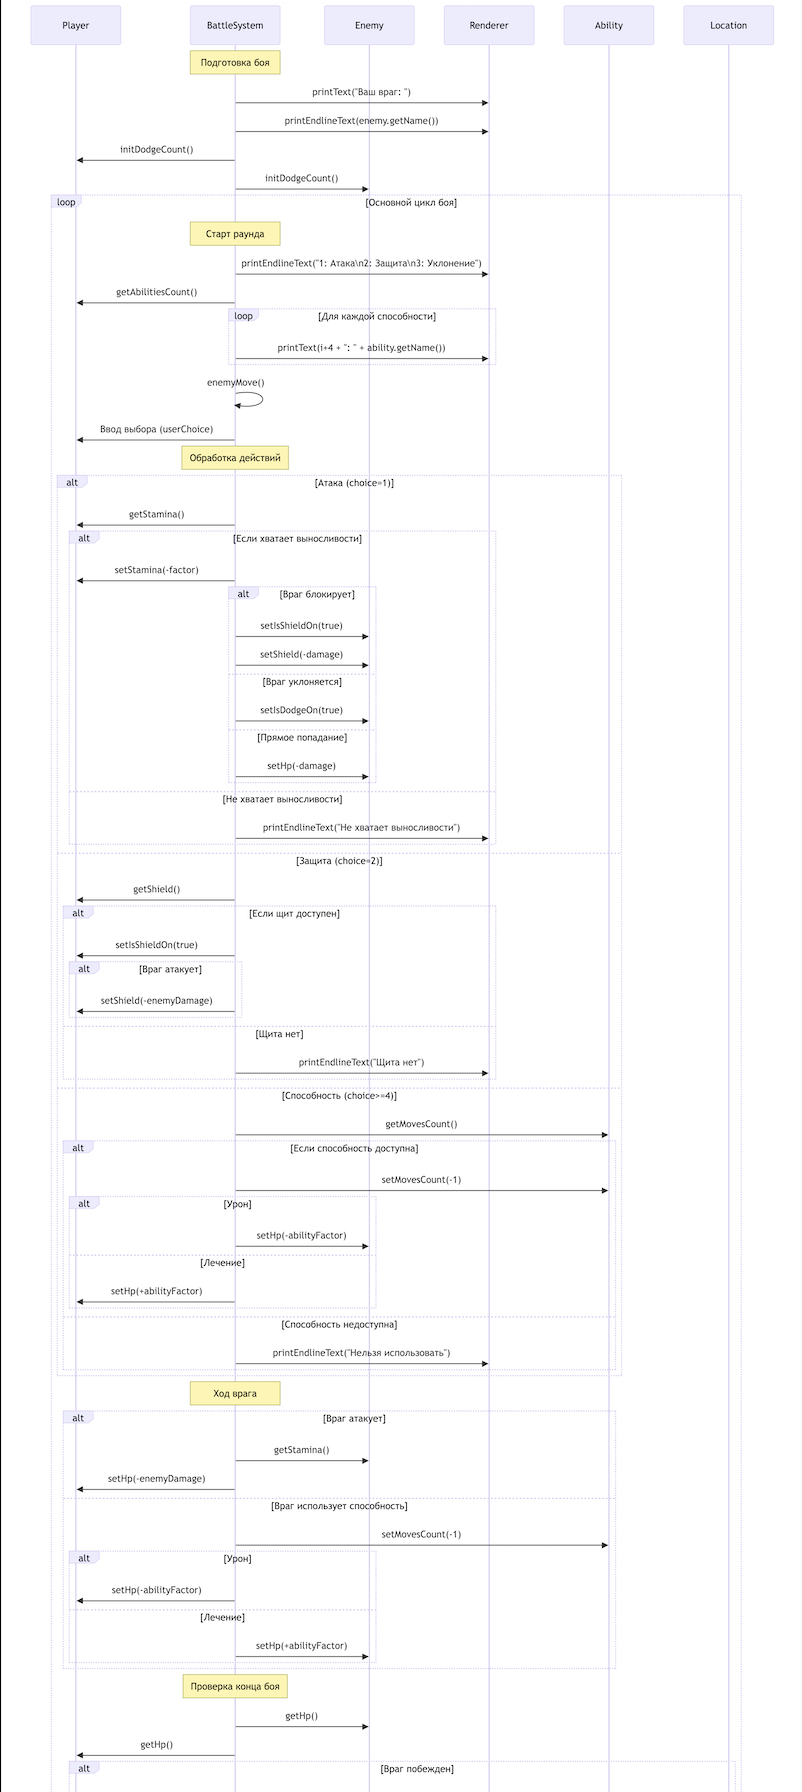 Player
BattleSystem
Enemy
Renderer
Ability
Location
Подготовка боя
printText("Ваш враг: ")
printEndlineText(enemy.getName())
initDodgeCount()
initDodgeCount()
loop
[Основной цикл боя]
Старт раунда
printEndlineText("1: Атака\n2: Защита\n3: Уклонение")
getAbilitiesCount()
loop
[Для каждой способности]
printText(i+4 + ": " + ability.getName())
enemyMove()
Ввод выбора (userChoice)
Обработка действий
alt
[Атака (choice=1)]
getStamina()
alt
[Если хватает выносливости]
setStamina(-factor)
alt
[Враг блокирует]
setIsShieldOn(true)
setShield(-damage)
[Враг уклоняется]
setIsDodgeOn(true)
[Прямое попадание]
setHp(-damage)
[Не хватает выносливости]
printEndlineText("Не хватает выносливости")
[Защита (choice=2)]
getShield()
alt
[Если щит доступен]
setIsShieldOn(true)
alt
[Враг атакует]
setShield(-enemyDamage)
[Щита нет]
printEndlineText("Щита нет")
[Способность (choice>=4)]
getMovesCount()
alt
[Если способность доступна]
setMovesCount(-1)
alt
[Урон]
setHp(-abilityFactor)
[Лечение]
setHp(+abilityFactor)
[Способность недоступна]
printEndlineText("Нельзя использовать")
Ход врага
alt
[Враг атакует]
getStamina()
setHp(-enemyDamage)
[Враг использует способность]
setMovesCount(-1)
alt
[Урон]
setHp(-abilityFactor)
[Лечение]
setHp(+abilityFactor)
Проверка конца боя
getHp()
getHp()
alt
[Враг побежден]